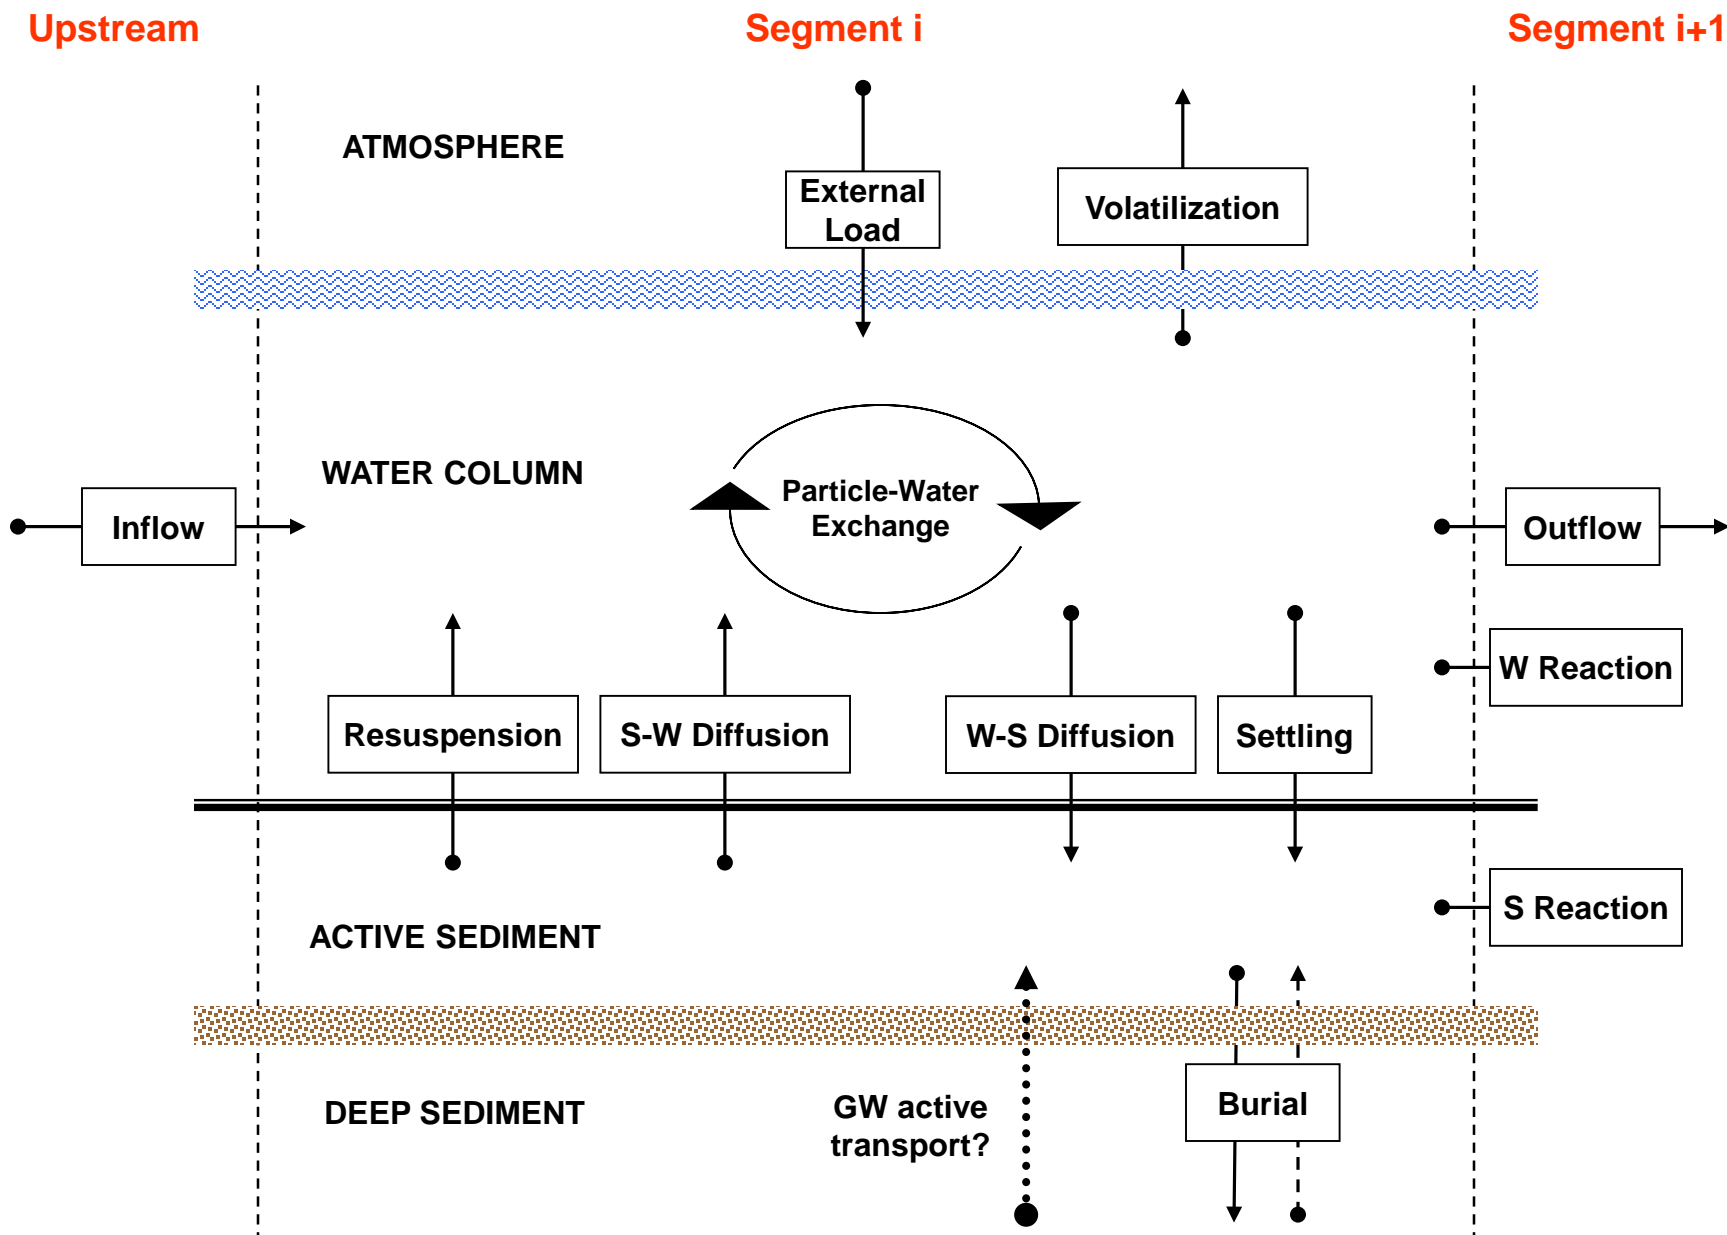 Upstream
Segment i
Segment i+1
ATMOSPHERE
External
Load
Volatilization
WATER COLUMN
Particle-Water
Exchange
Inflow
Outflow
W Reaction
Resuspension
S-W Diffusion
W-S Diffusion
Settling
S Reaction
ACTIVE SEDIMENT
DEEP SEDIMENT
GW active
transport?
Burial